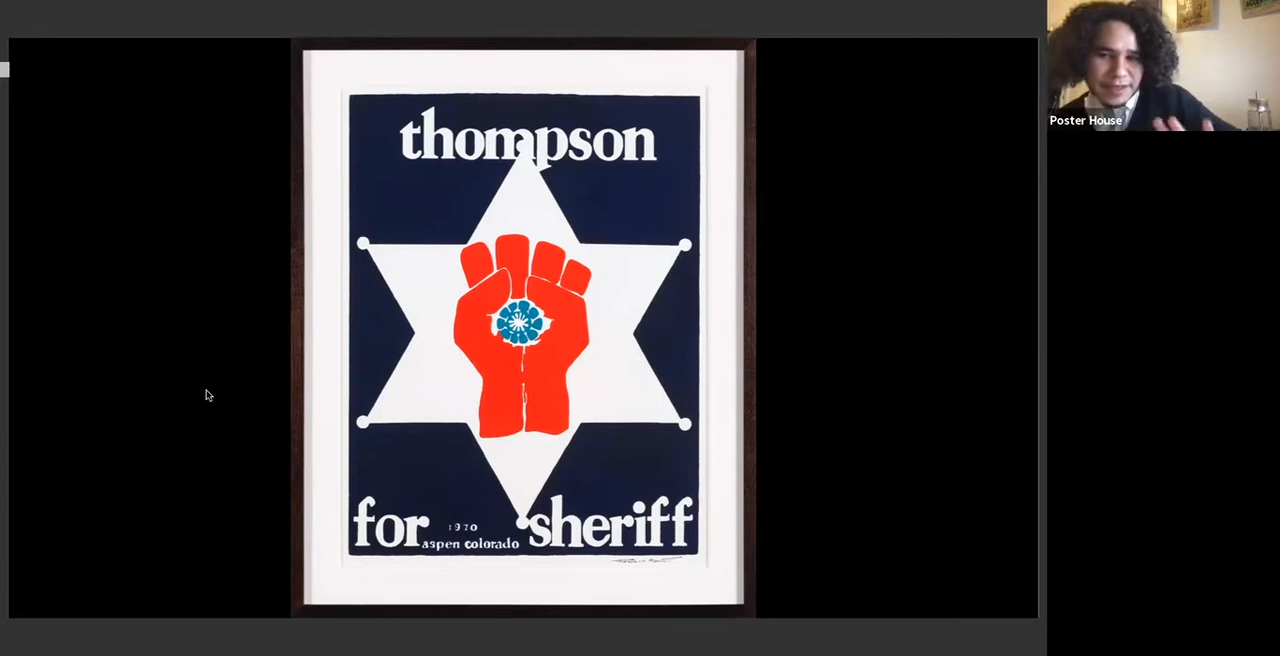 thompson
for
1970
aspen colorado
sheriff
Poster House